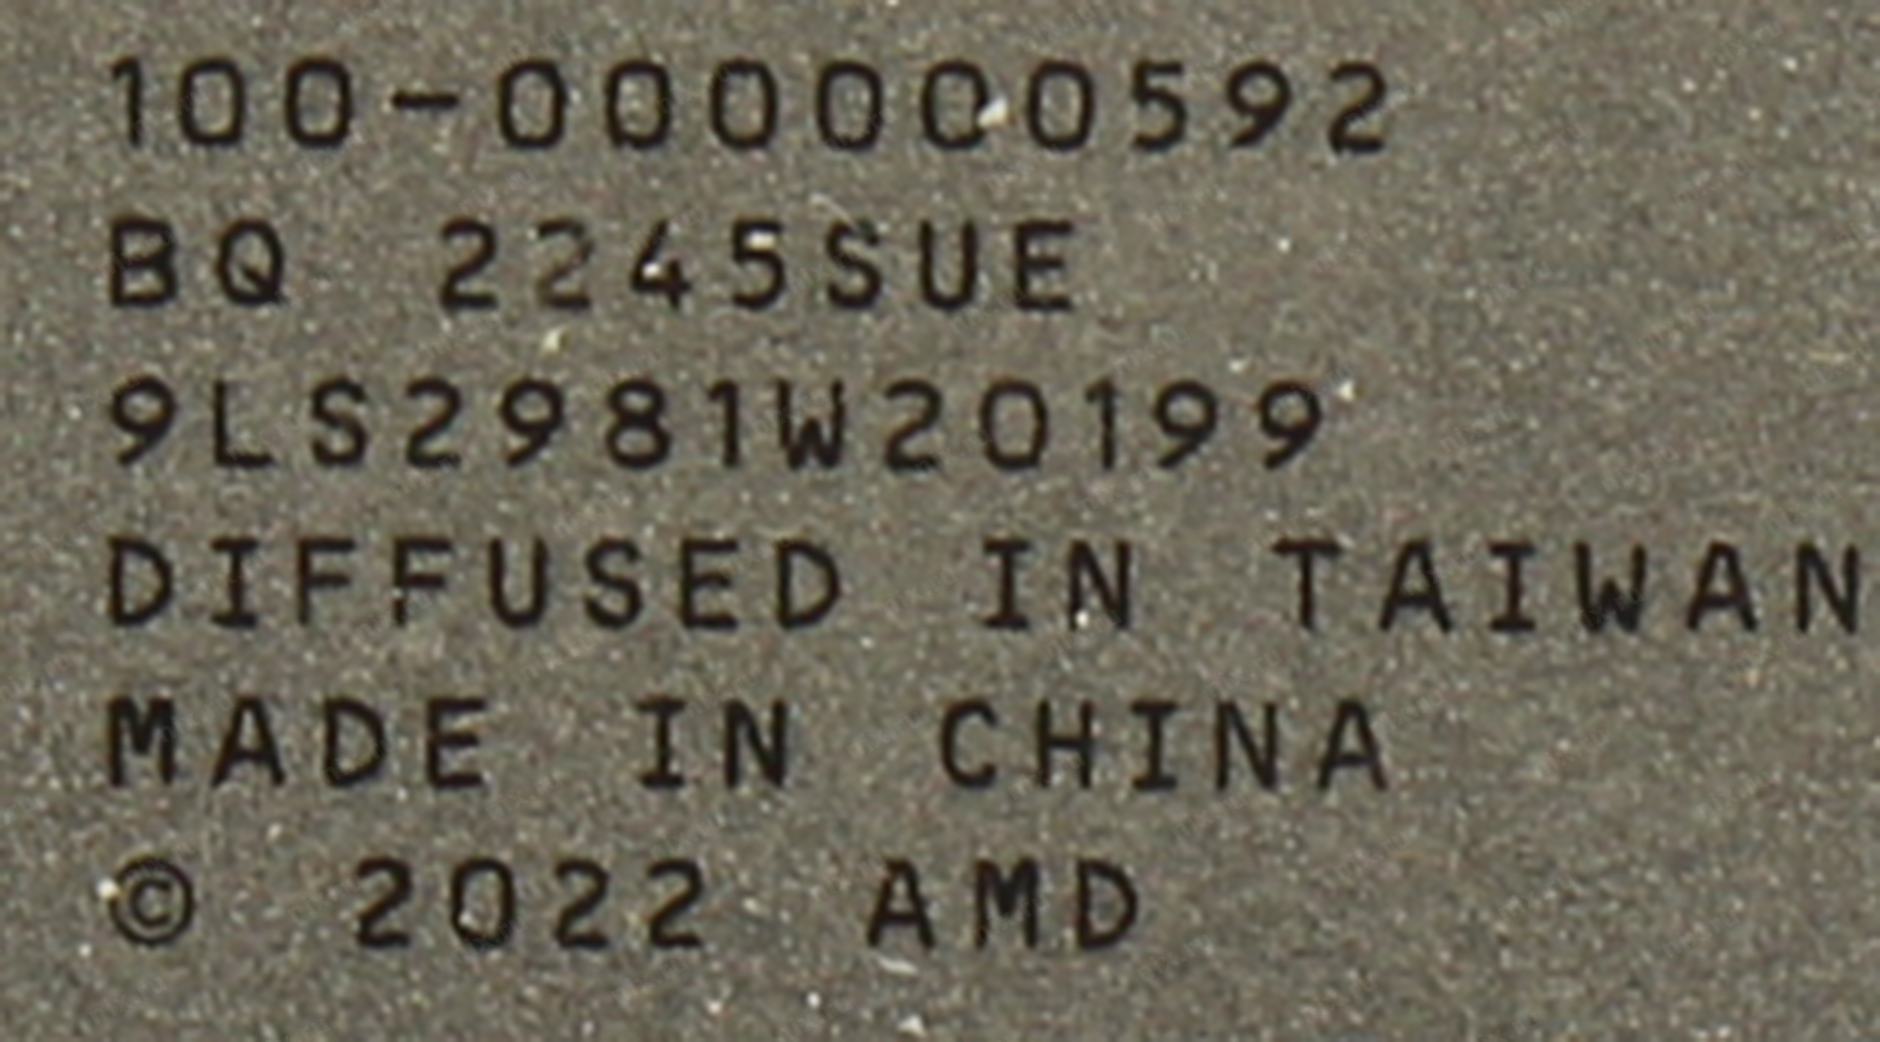 100-000000592
BQ 2245SUE
9LS2981W20199
DIFFUSED IN TAIWAN
MADE IN CHINA
© 2022 AMD